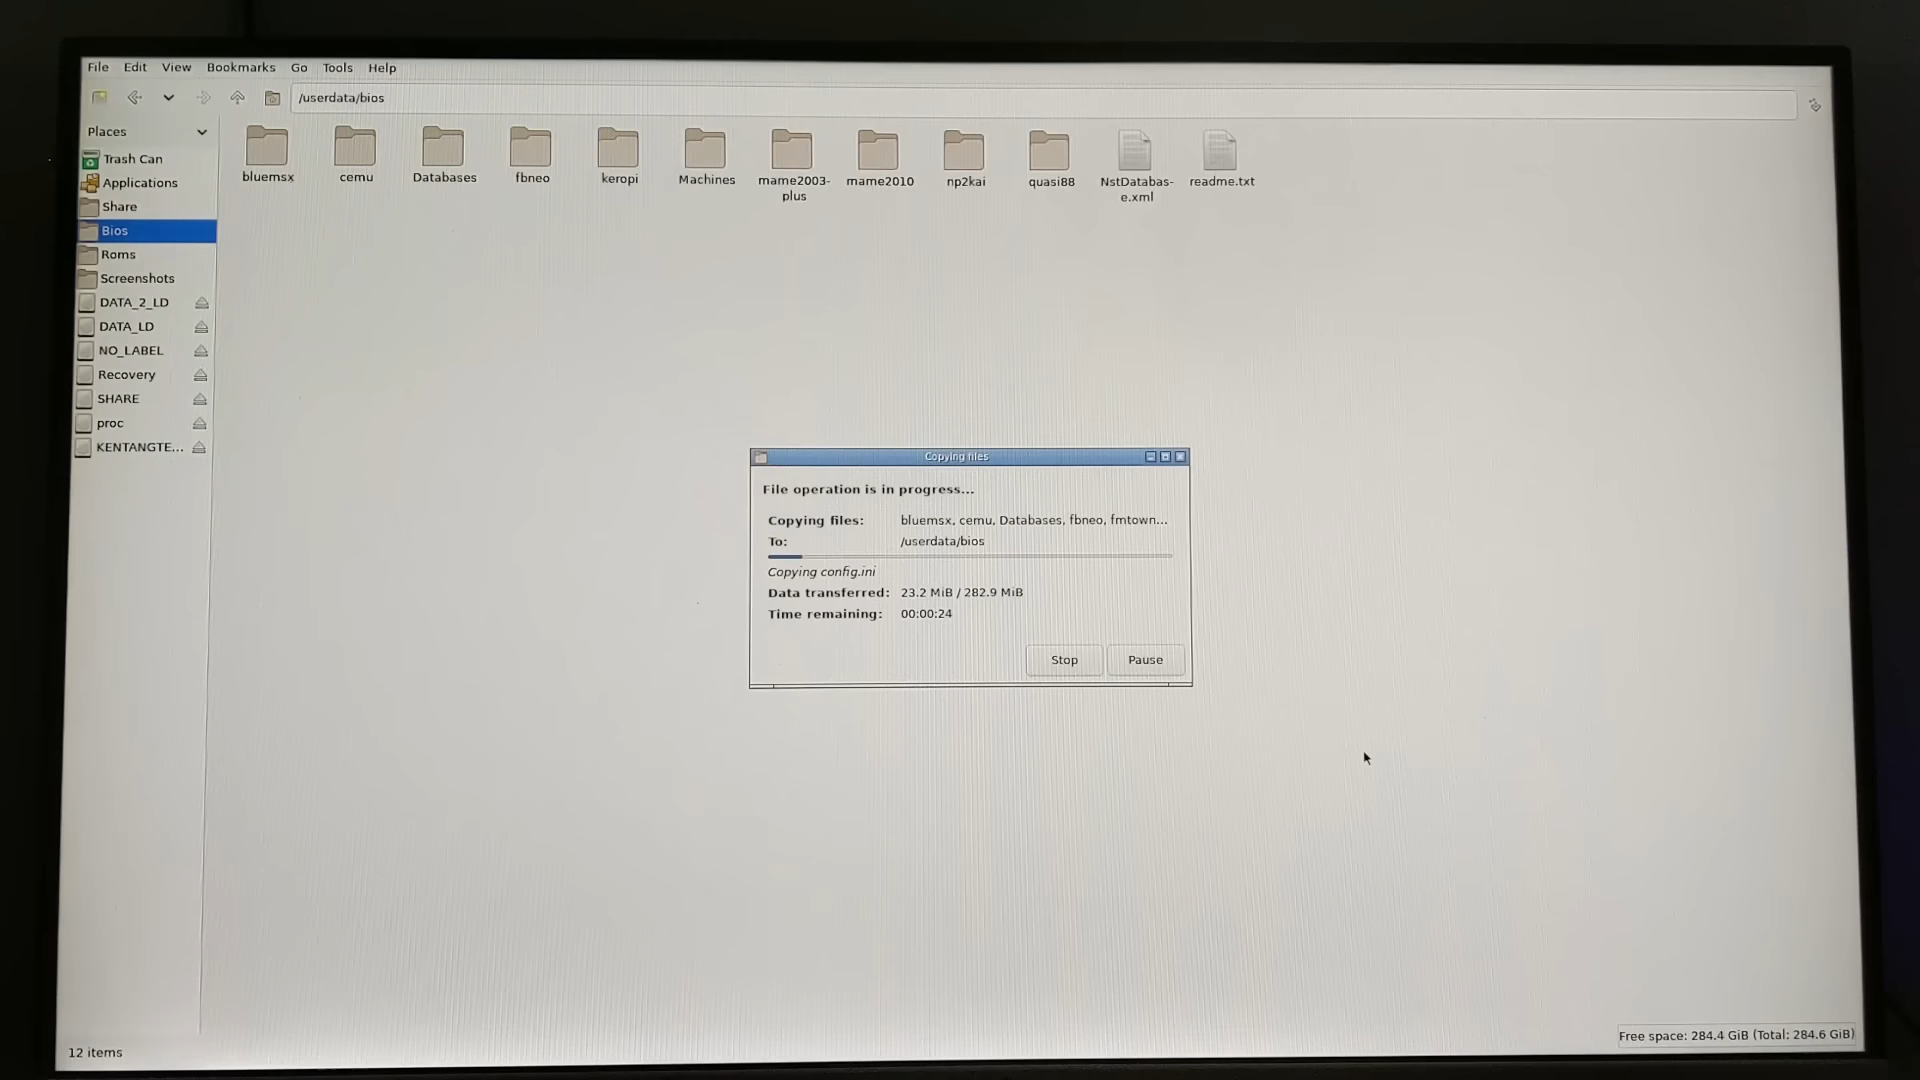 File Edit View Bookmarks Go Tools Help
/userdata/bios
Places
Trash Can
Applications
Share
Bios
Roms
Screenshots
DATA_2_LD
DATA_LD
NO_LABEL
Recovery
SHARE
proc
KENTANGTE...
bluemsx
cemu
Databases
fbneo
keropi
Machines
mame2003-
plus
mame2010
np2kai
quasi88
NstDatabas-
e.xml
readme.txt
Copying files
File operation is in progress...
Copying files: bluemsx, cemu, Databases, fbneo, fmtown...
To: /userdata/bios
Copying config.ini
Data transferred: 23.2 MiB / 282.9 MiB
Time remaining: 00:00:24
Stop Pause
12 items
Free space: 284.4 GiB (Total: 284.6 GiB)